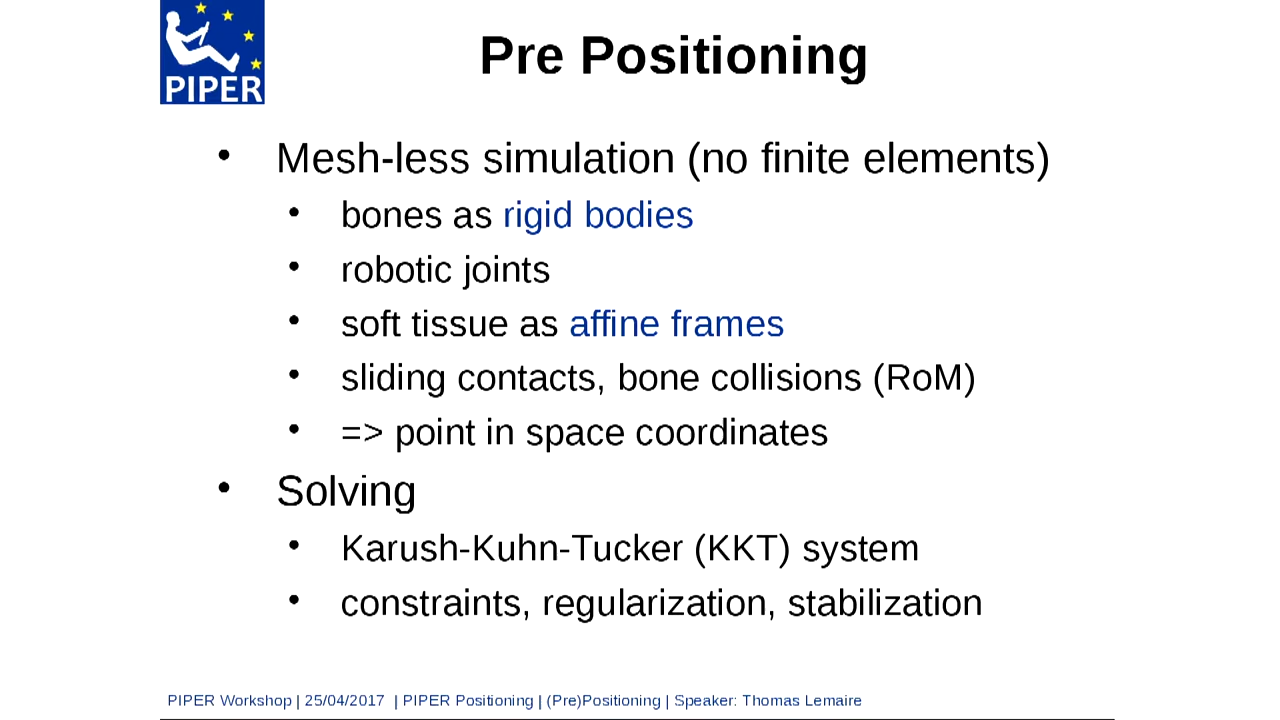 PIPER
Pre Positioning
• Mesh-less simulation (no finite elements)
• bones as rigid bodies
• robotic joints
• soft tissue as affine frames
• sliding contacts, bone collisions (RoM)
• => point in space coordinates
• Solving
• Karush-Kuhn-Tucker (KKT) system
• constraints, regularization, stabilization
PIPER Workshop | 25/04/2017 | PIPER Positioning | (Pre)Positioning | Speaker: Thomas Lemaire